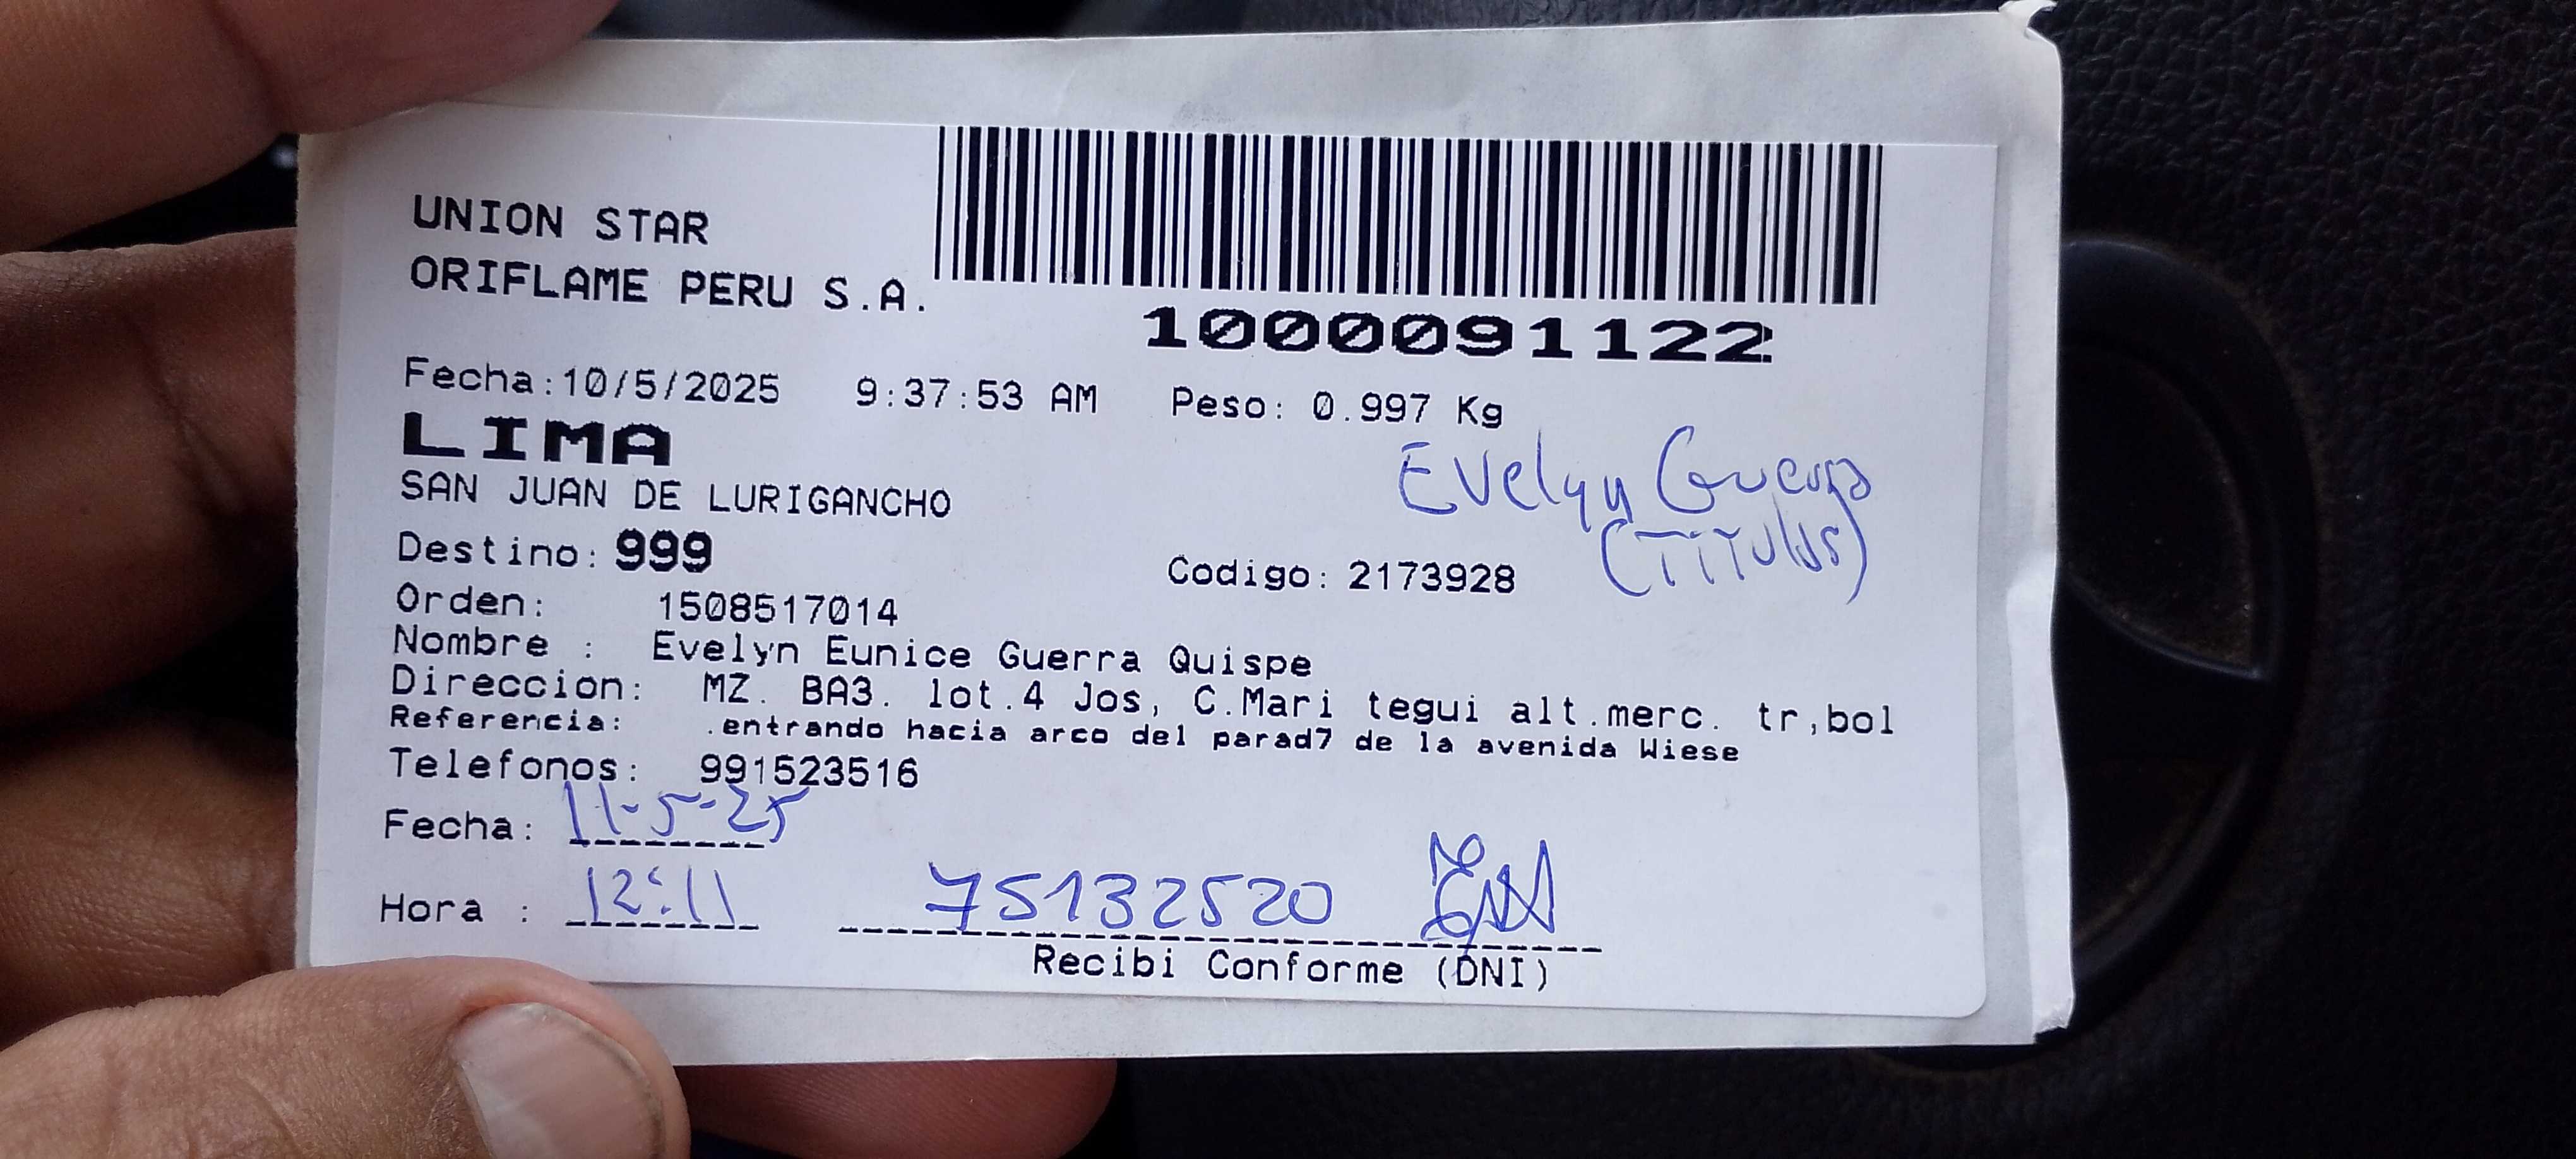 UNION STAR
ORIFLAME PERU S.A.
1000091122
Fecha:10/5/2025 9:37:53 AM Peso: 0.997 Kg
LIMA
SAN JUAN DE LURIGANCHO
Evelyn Guerra
Destino: 999
Codigo: 2173928
Orden: 1508517014
Nombre : Evelyn Eunice Guerra Quispe
Direccion: MZ. BA3. lot.4 Jos, C.Mari tegui alt.merc. tr,bol
Referencia: .entrando hacia arco del parad7 de la avenida Wiese
Telefonos: 991523516
Fecha: 11-5-25
Hora : 12:11
75132520
Recibi Conforme (DNI)